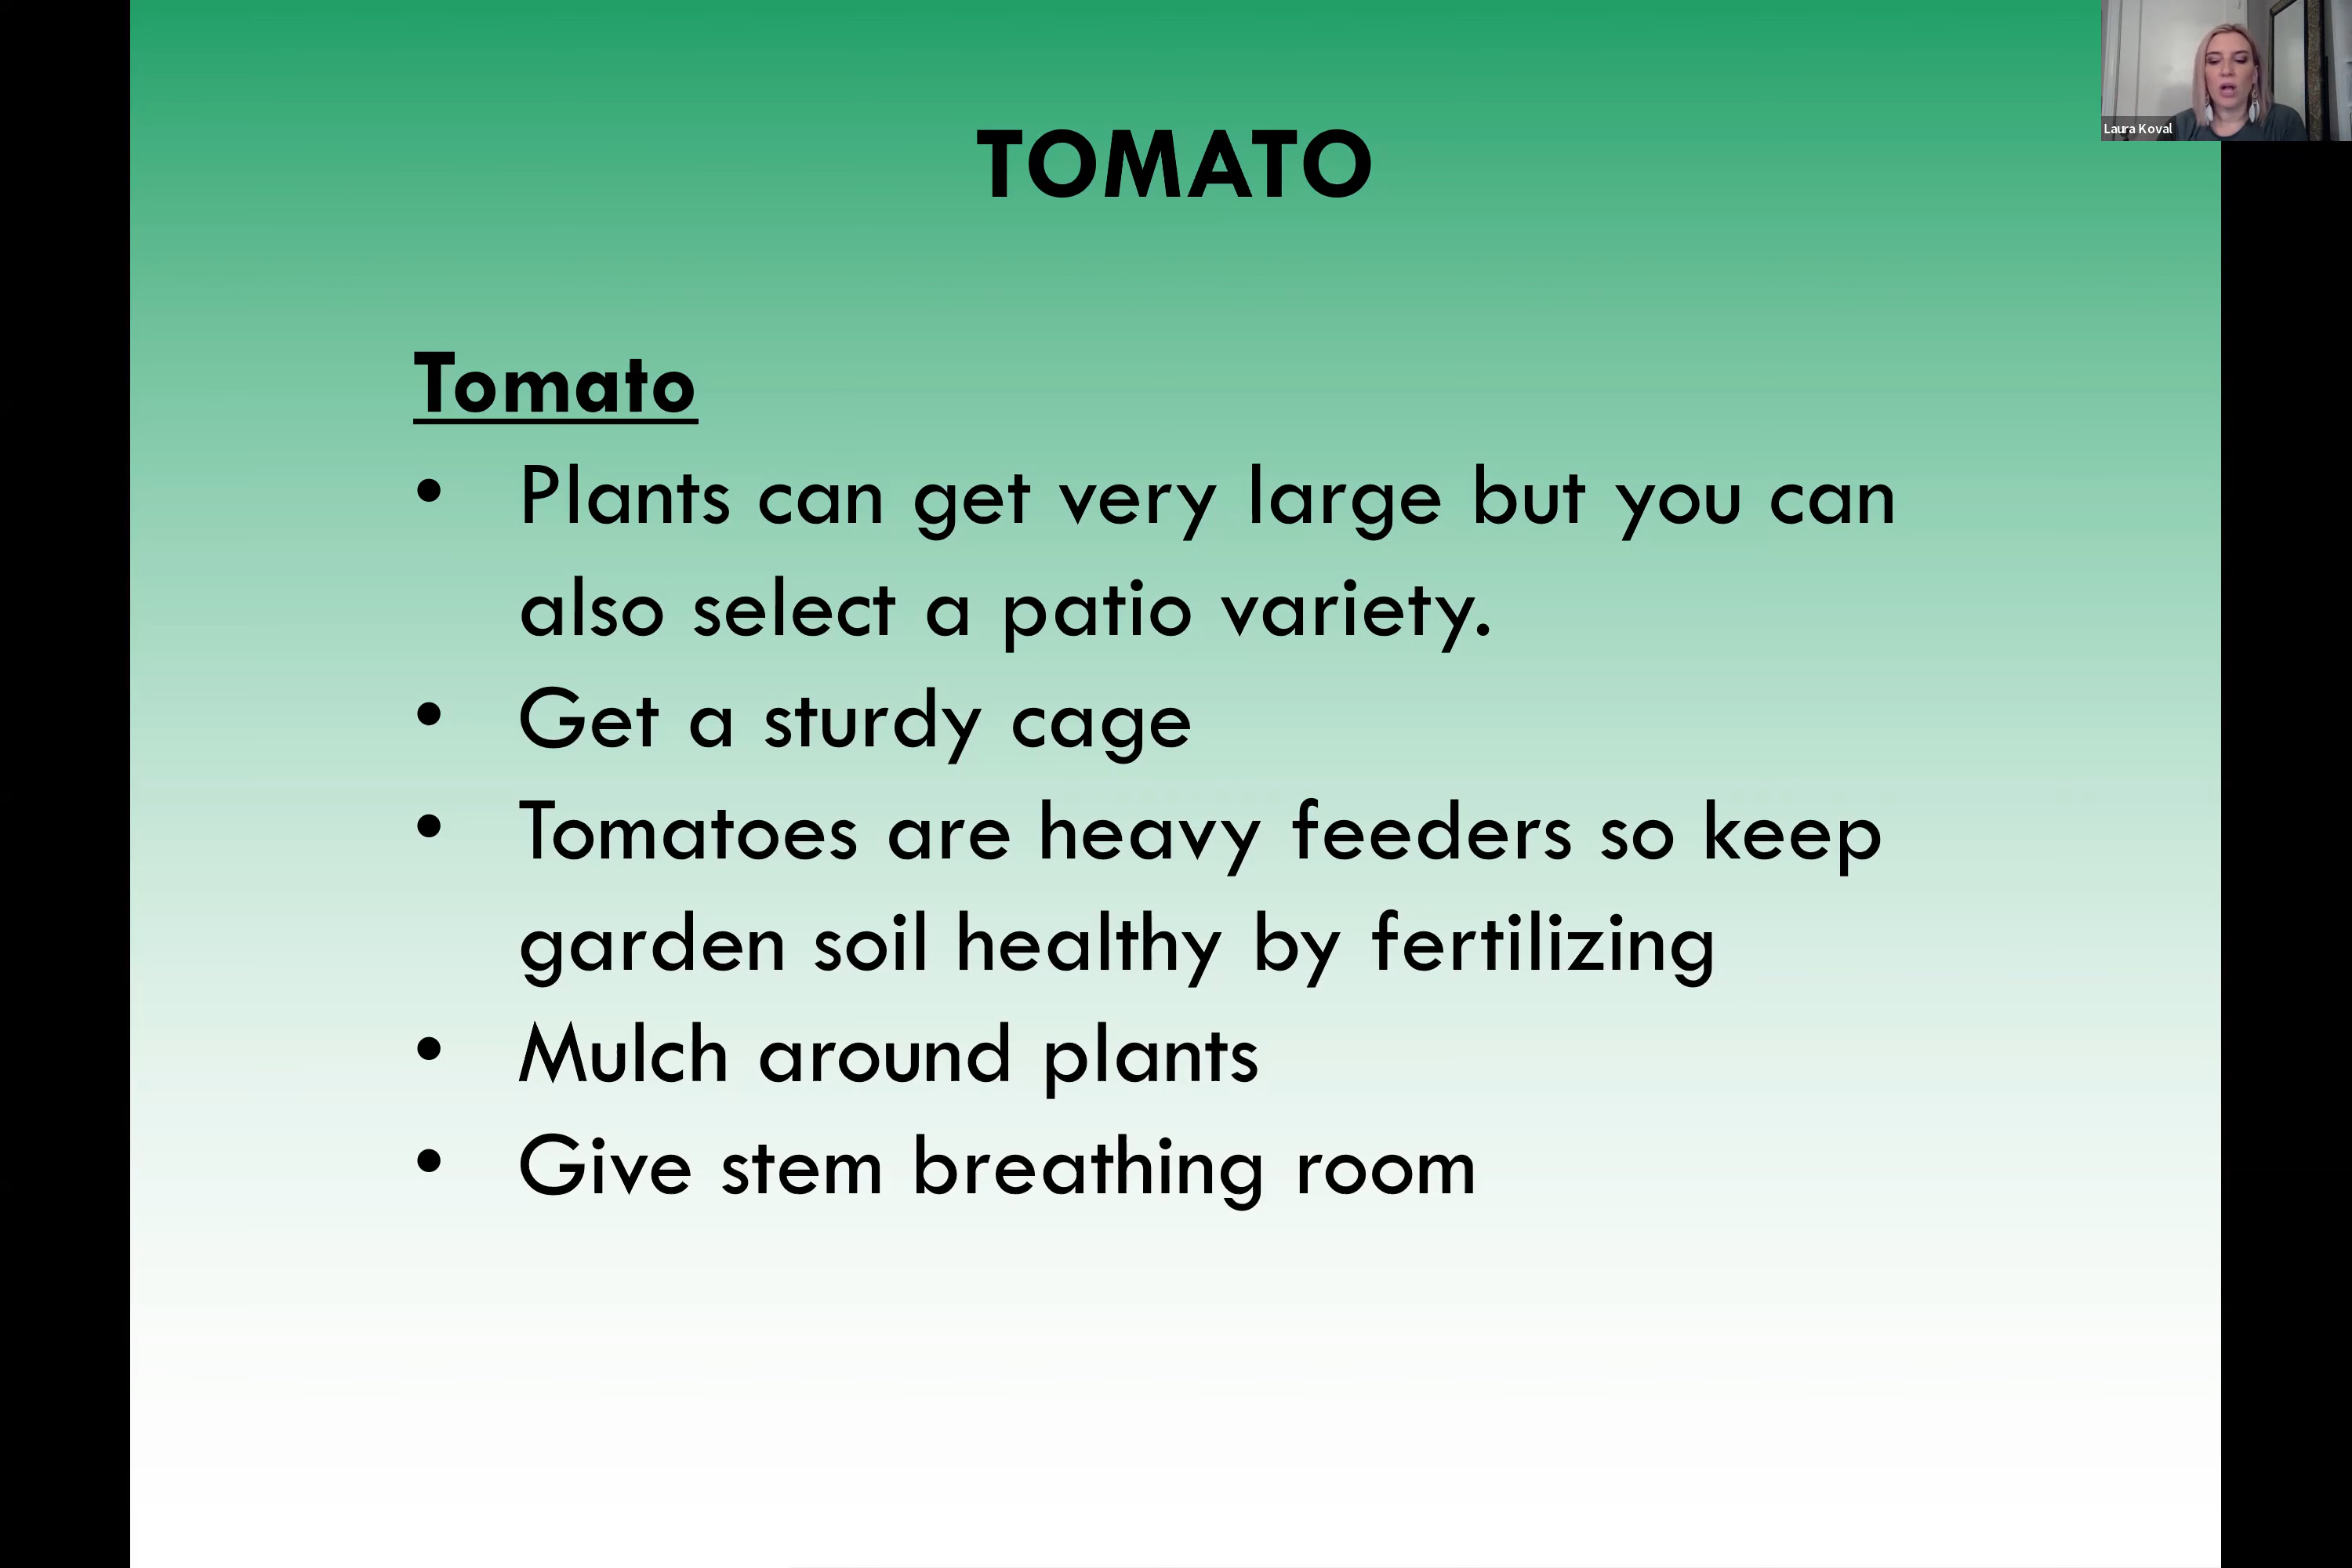 TOMATO
Laura Koval
Tomato
• Plants can get very large but you can
also select a patio variety.
• Get a sturdy cage
• Tomatoes are heavy feeders so keep
garden soil healthy by fertilizing
• Mulch around plants
• Give stem breathing room